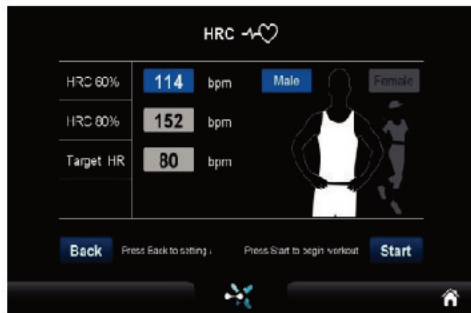 HRC
HRC 60% 114 bpm Male Female
HRC 80% 152 bpm
Target HR 80 bpm
Back Press Back to setting Press Start to begin workout Start